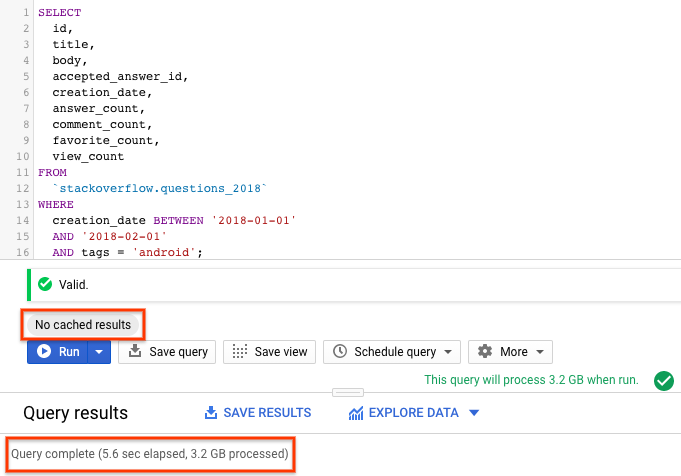 1 SELECT
2 id,
3 title,
4 body,
5 accepted_answer_id,
6 creation_date,
7 answer_count,
8 comment_count,
9 favorite_count,
10 view_count
11 FROM
12 `stackoverflow.questions_2018`
13 WHERE
14 creation_date BETWEEN '2018-01-01'
15 AND '2018-02-01'
16 AND tags = 'android';
Valid.
No cached results
Run Save query Save view Schedule query More
This query will process 3.2 GB when run.
Query results SAVE RESULTS EXPLORE DATA
Query complete (5.6 sec elapsed, 3.2 GB processed)